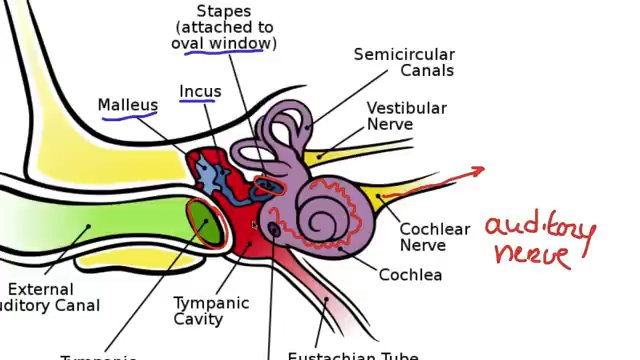 Stapes
(attached to
oval window)
Semicircular
Canals
Incus
Malleus
Vestibular
Nerve
Cochlear
Nerve
auditory
nerve
Cochlea
External
uditory Canal
Tympanic
Cavity
Tympanic
Eustachian Tube